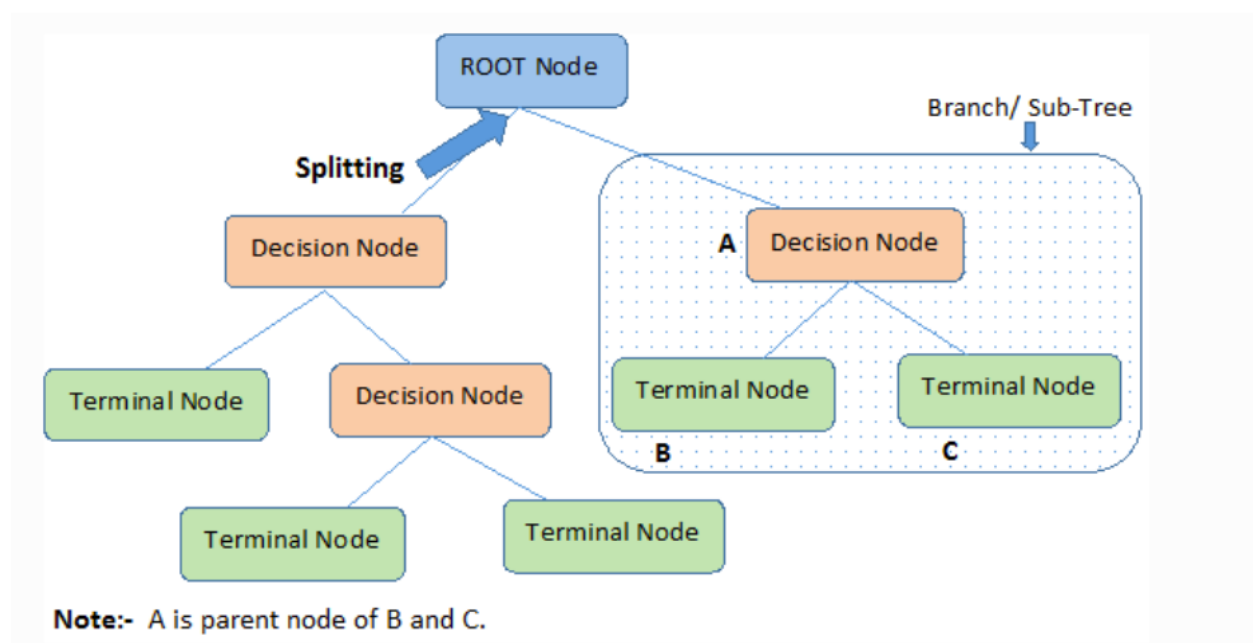 ROOT Node
Branch/ Sub-Tree
Splitting
Decision Node
A
Decision Node
Terminal Node
Decision Node
Terminal Node
Terminal Node
B
C
Terminal Node
Terminal Node
Note:- A is parent node of B and C.